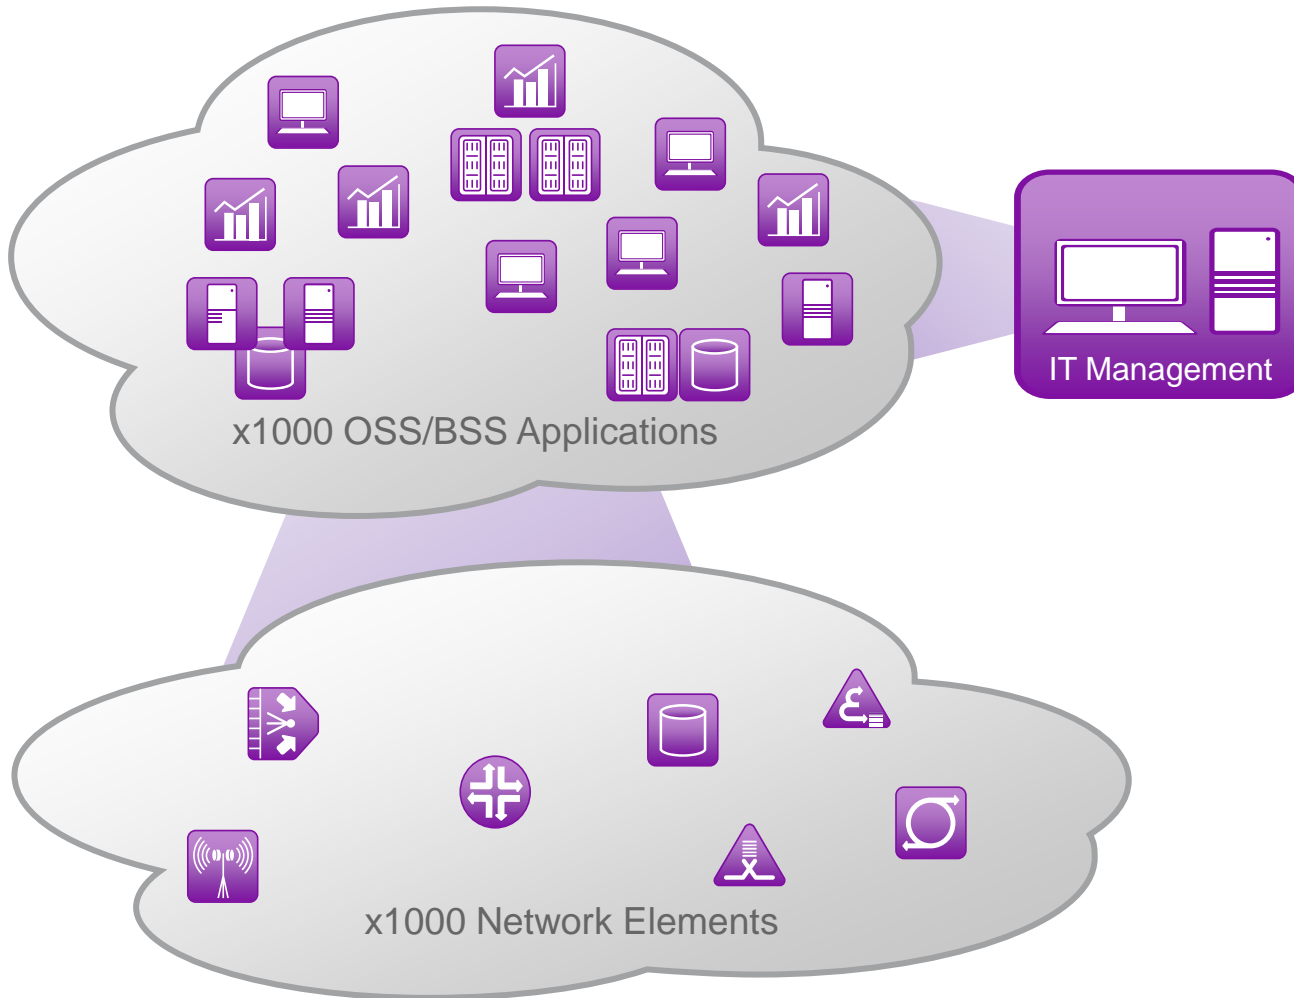 IT Management
x1000 OSS/BSS Applications
x1000 Network Elements